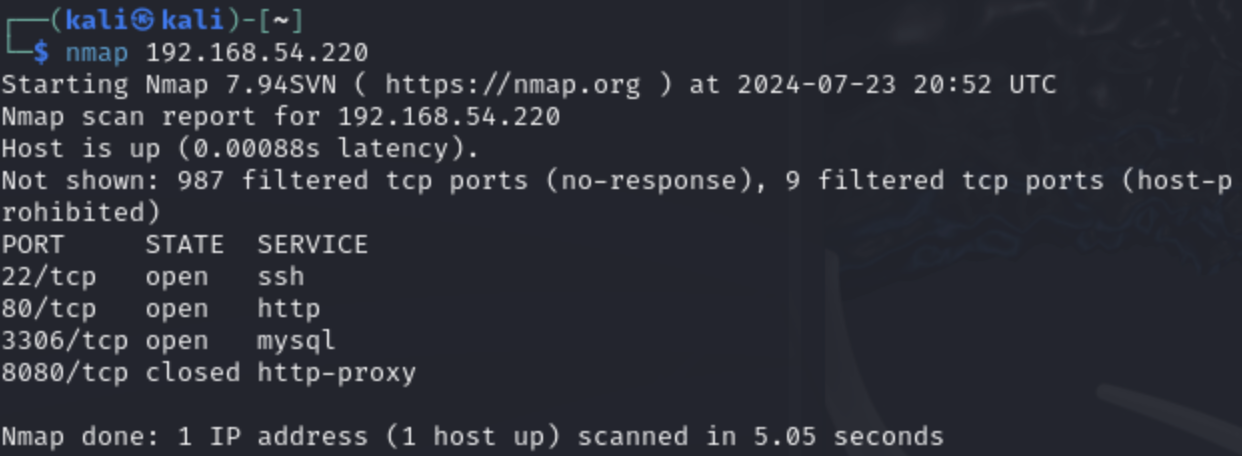 ┌──(kali㉿kali)-[~]
└─$ nmap 192.168.54.220
Starting Nmap 7.94SVN ( https://nmap.org ) at 2024-07-23 20:52 UTC
Nmap scan report for 192.168.54.220
Host is up (0.00088s latency).
Not shown: 987 filtered tcp ports (no-response), 9 filtered tcp ports (host-p
rohibited)
PORT     STATE  SERVICE
22/tcp   open   ssh
80/tcp   open   http
3306/tcp open   mysql
8080/tcp closed http-proxy
Nmap done: 1 IP address (1 host up) scanned in 5.05 seconds